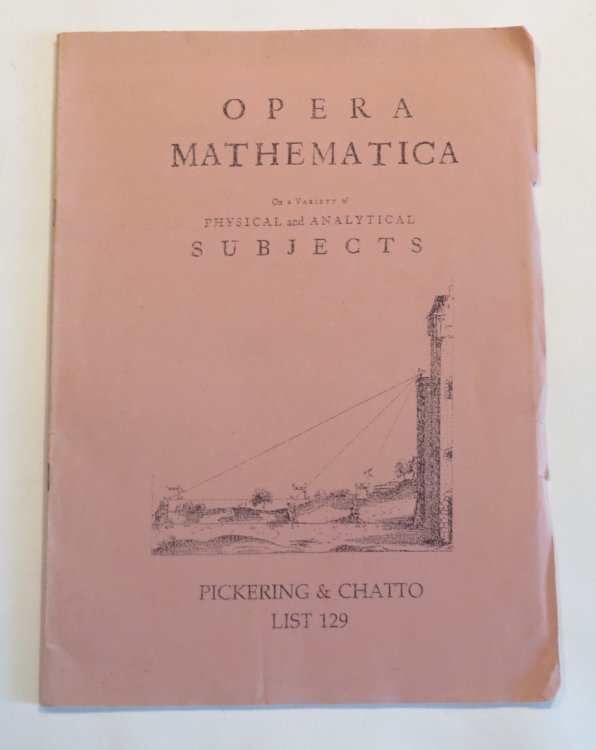 OPERA
MATHEMATICA
On a VARIETY of
PHYSICAL and ANALYTICAL
SUBJECTS
PICKERING & CHATTO
LIST 129